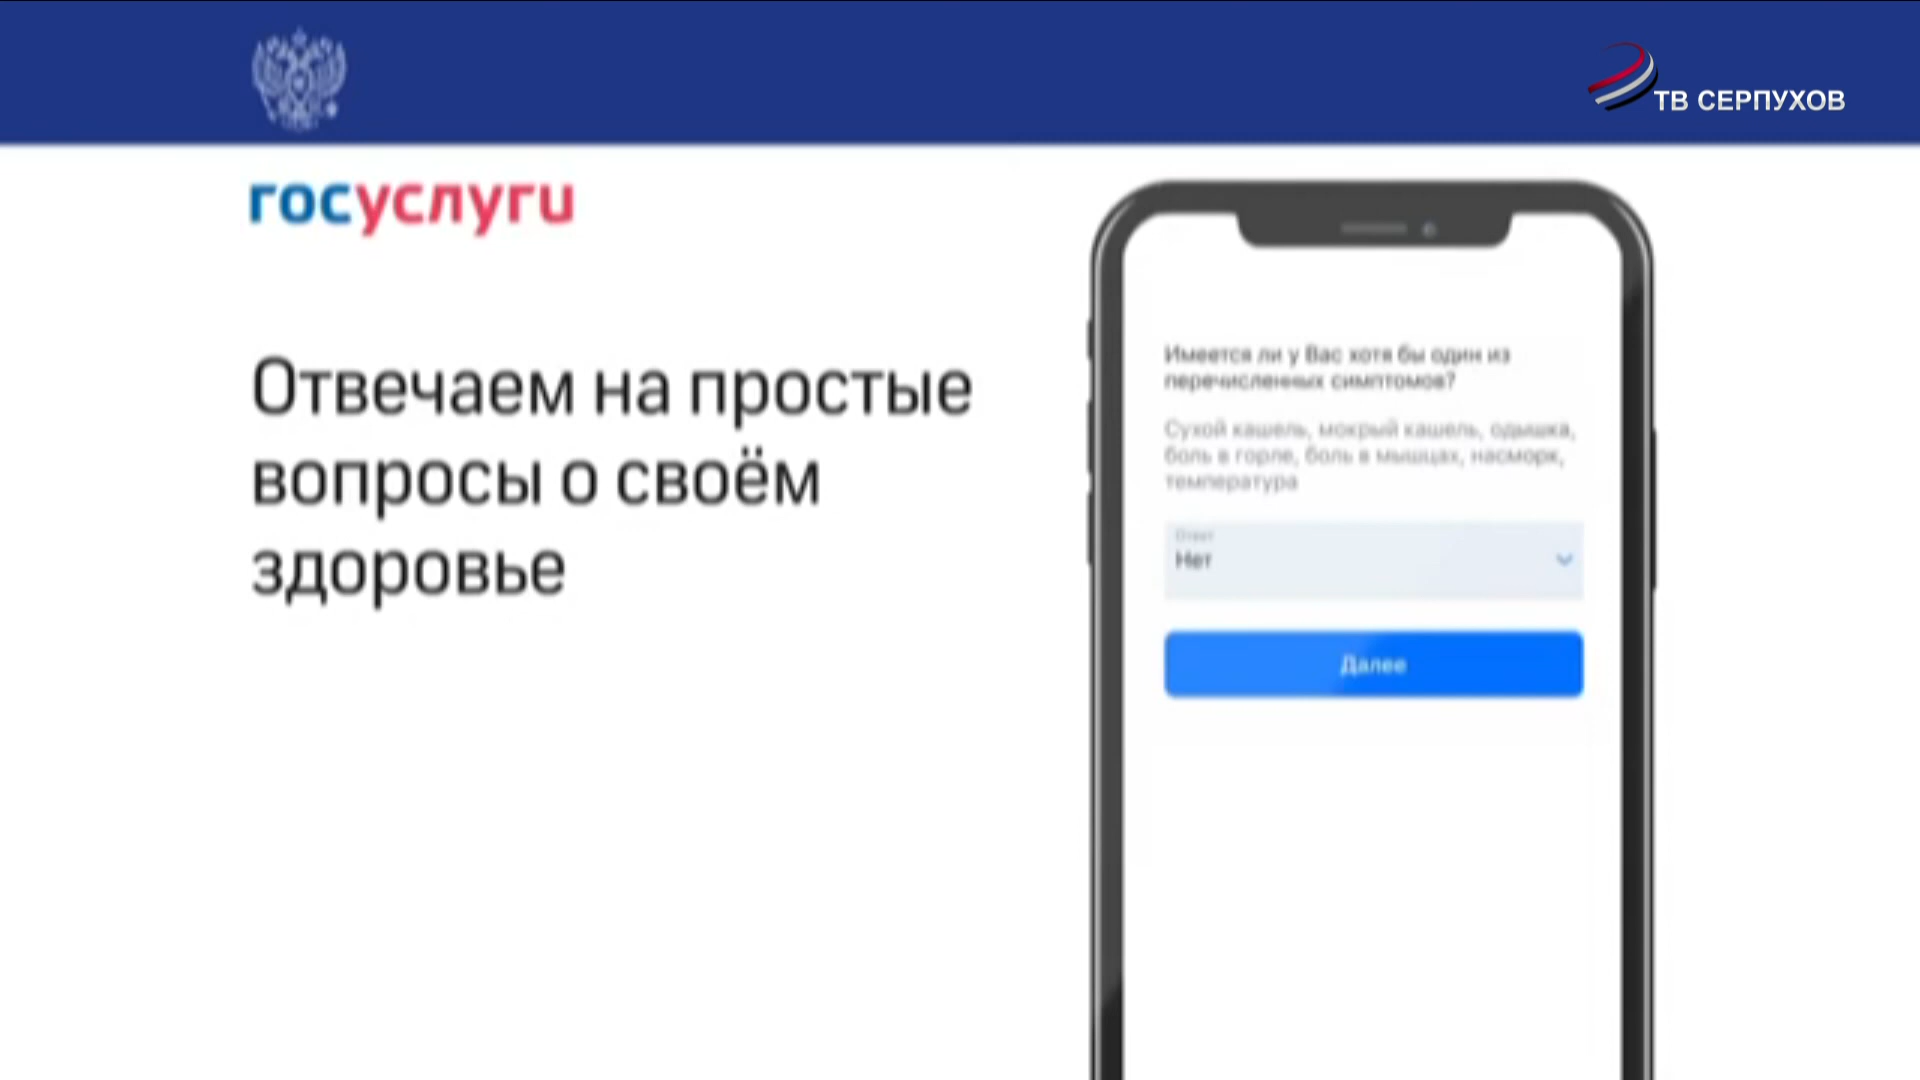 ТВ СЕРПУХОВ
госуслуги
Отвечаем на простые
вопросы о своём
здоровье
Имеется ли у Вас хотя бы один из
перечисленных симптомов?
Сухой кашель, мокрый кашель, одышка,
боль в горле, боль в мышцах, насморк,
температура
Ответ
Нет
Далее